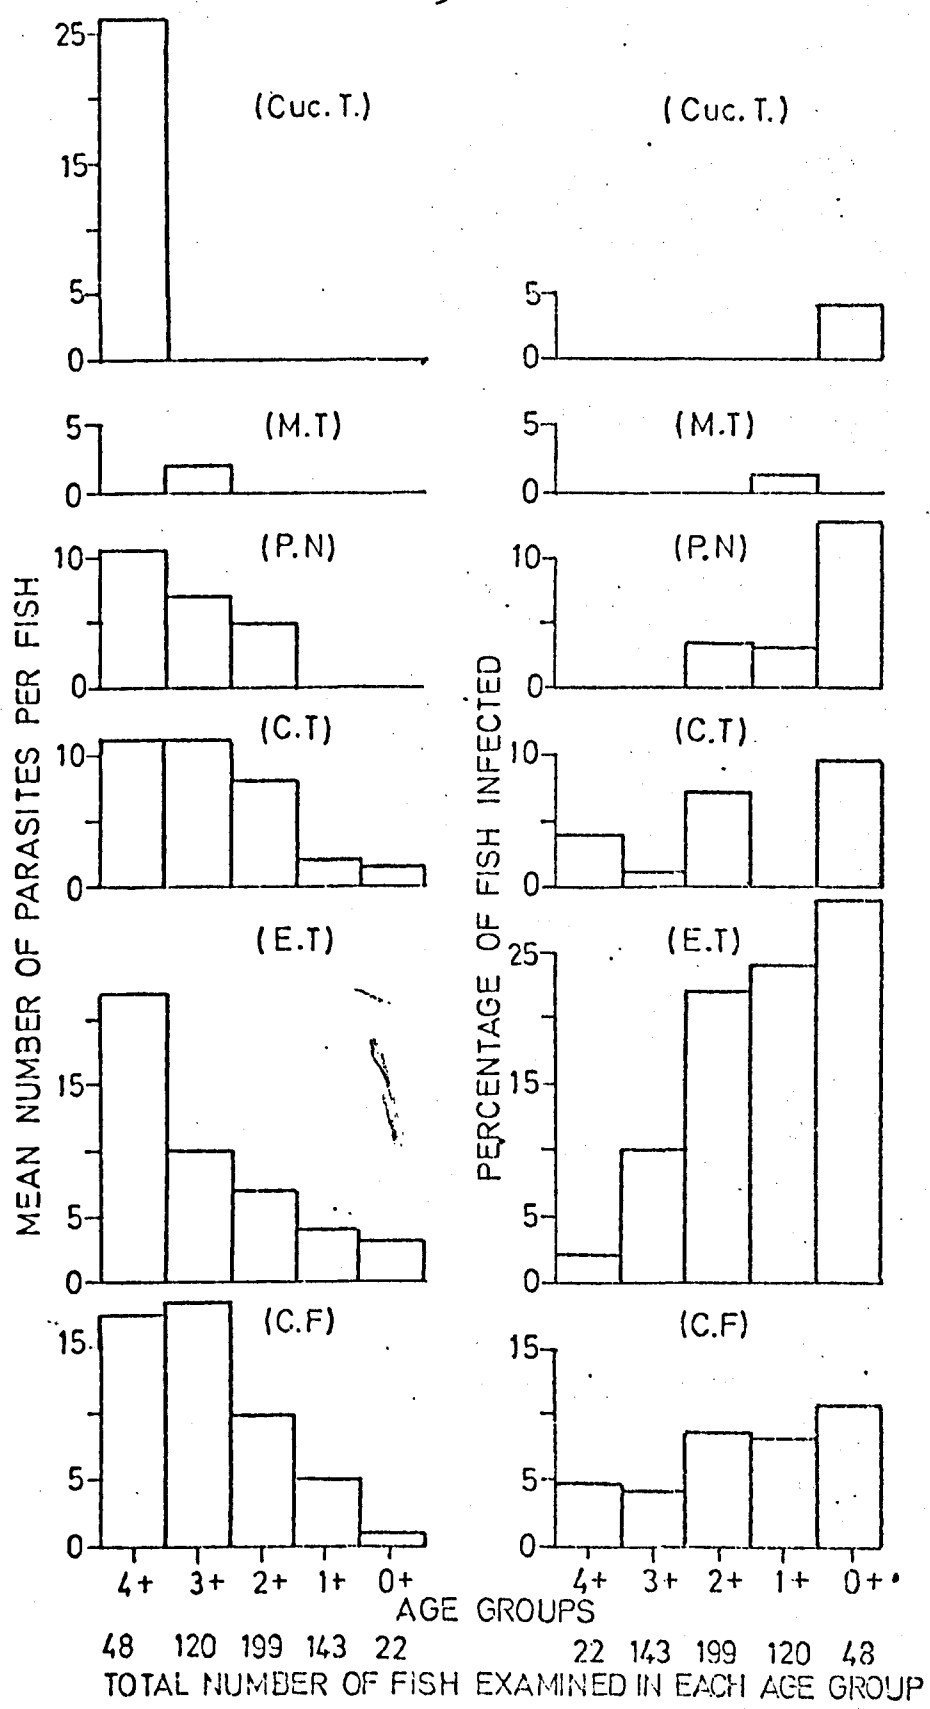 25
15
5
0
(Cuc. T.)
5
0
(Cuc. T.)
5
0
(M.T)
5
0
(M.T)
10
0
(P.N)
10
0
(P.N)
10
0
(C.T)
10
0
(C.T)
15
5
0
(E.T)
25
15
5
0
(E.T)
15
5
0
(C.F)
15
5
0
(C.F)
MEAN NUMBER OF PARASITES PER FISH
PERCENTAGE OF FISH INFECTED
4+ 3+ 2+ 1+ 0+
4+ 3+ 2+ 1+ 0+
AGE GROUPS
48 120 199 143 22
22 143 199 120 48
TOTAL NUMBER OF FISH EXAMINED IN EACH AGE GROUP